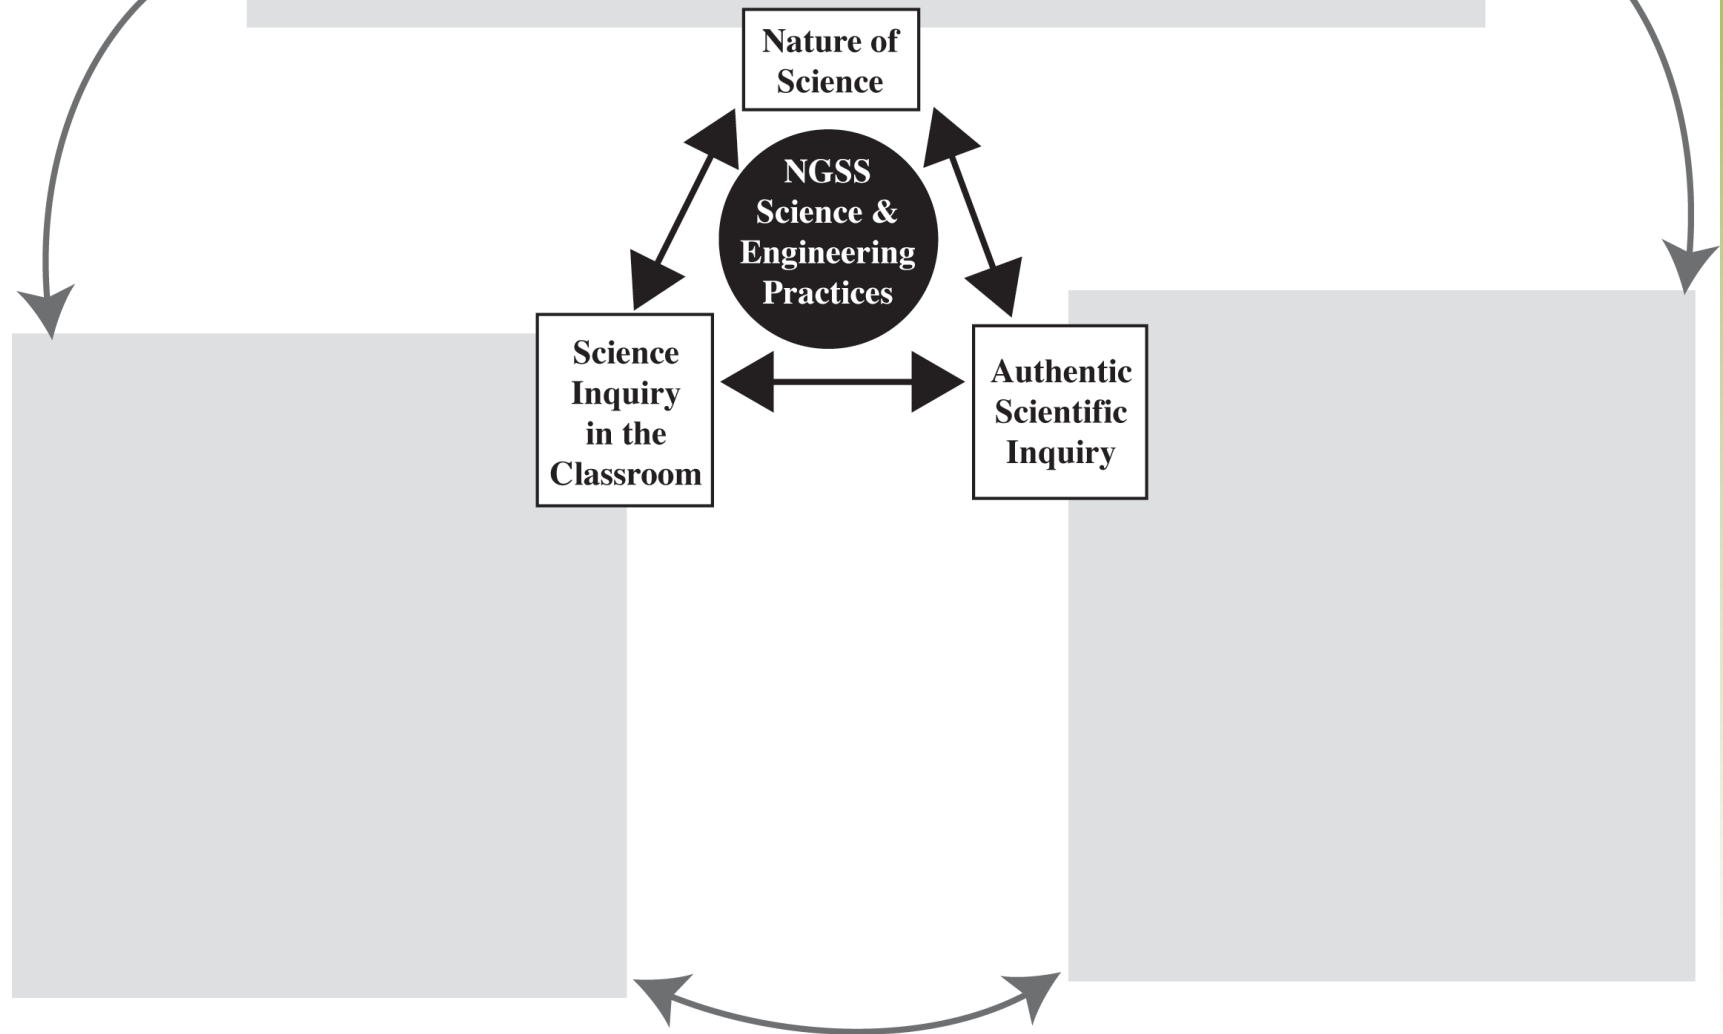 Nature of
Science
NGSS
Science &
Engineering
Practices
Science
Inquiry
in the
Classroom
Authentic
Scientific
Inquiry